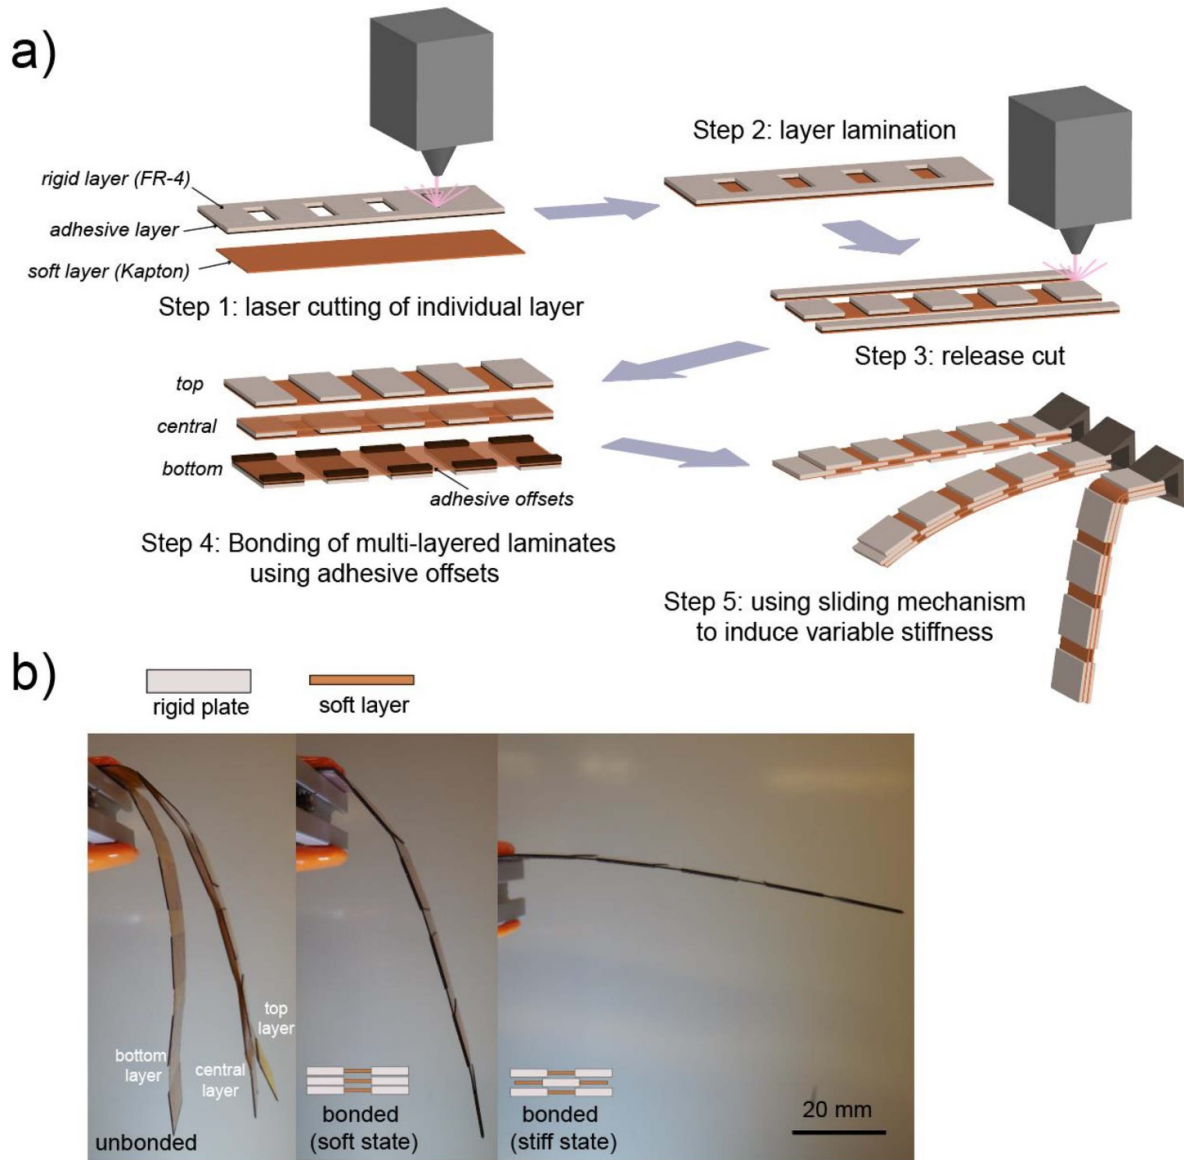 a)
Step 2: layer lamination
rigid layer (FR-4)
adhesive layer
soft layer (Kapton)
Step 1: laser cutting of individual layer
Step 3: release cut
top
central
bottom
adhesive offsets
Step 4: Bonding of multi-layered laminates
using adhesive offsets
Step 5: using sliding mechanism
to induce variable stiffness
b)
rigid plate
soft layer
bottom
layer
central
layer
top
layer
unbonded
bonded
(soft state)
bonded
(stiff state)
20 mm